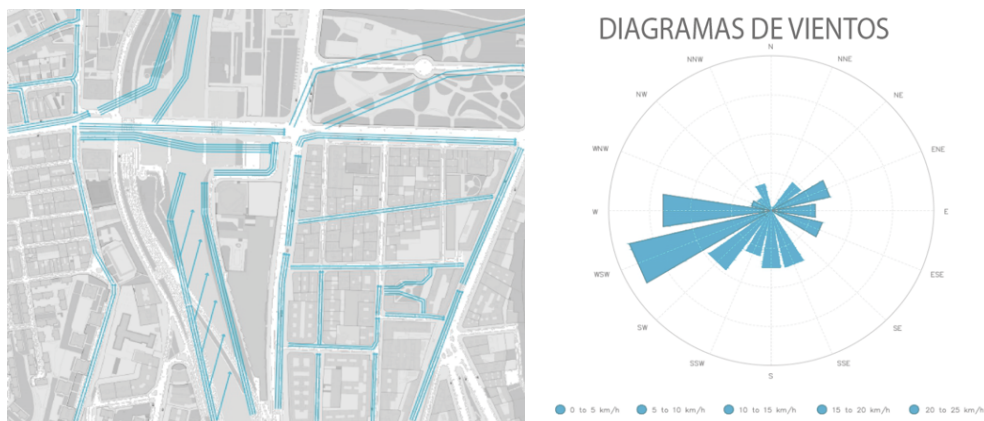 DIAGRAMAS DE VIENTOS
N
NNW
NNE
NW
NE
WNW
ENE
W
E
WSW
ESE
SW
SE
SSW
SSE
S
0 to 5 km/h
5 to 10 km/h
10 to 15 km/h
15 to 20 km/h
20 to 25 km/h